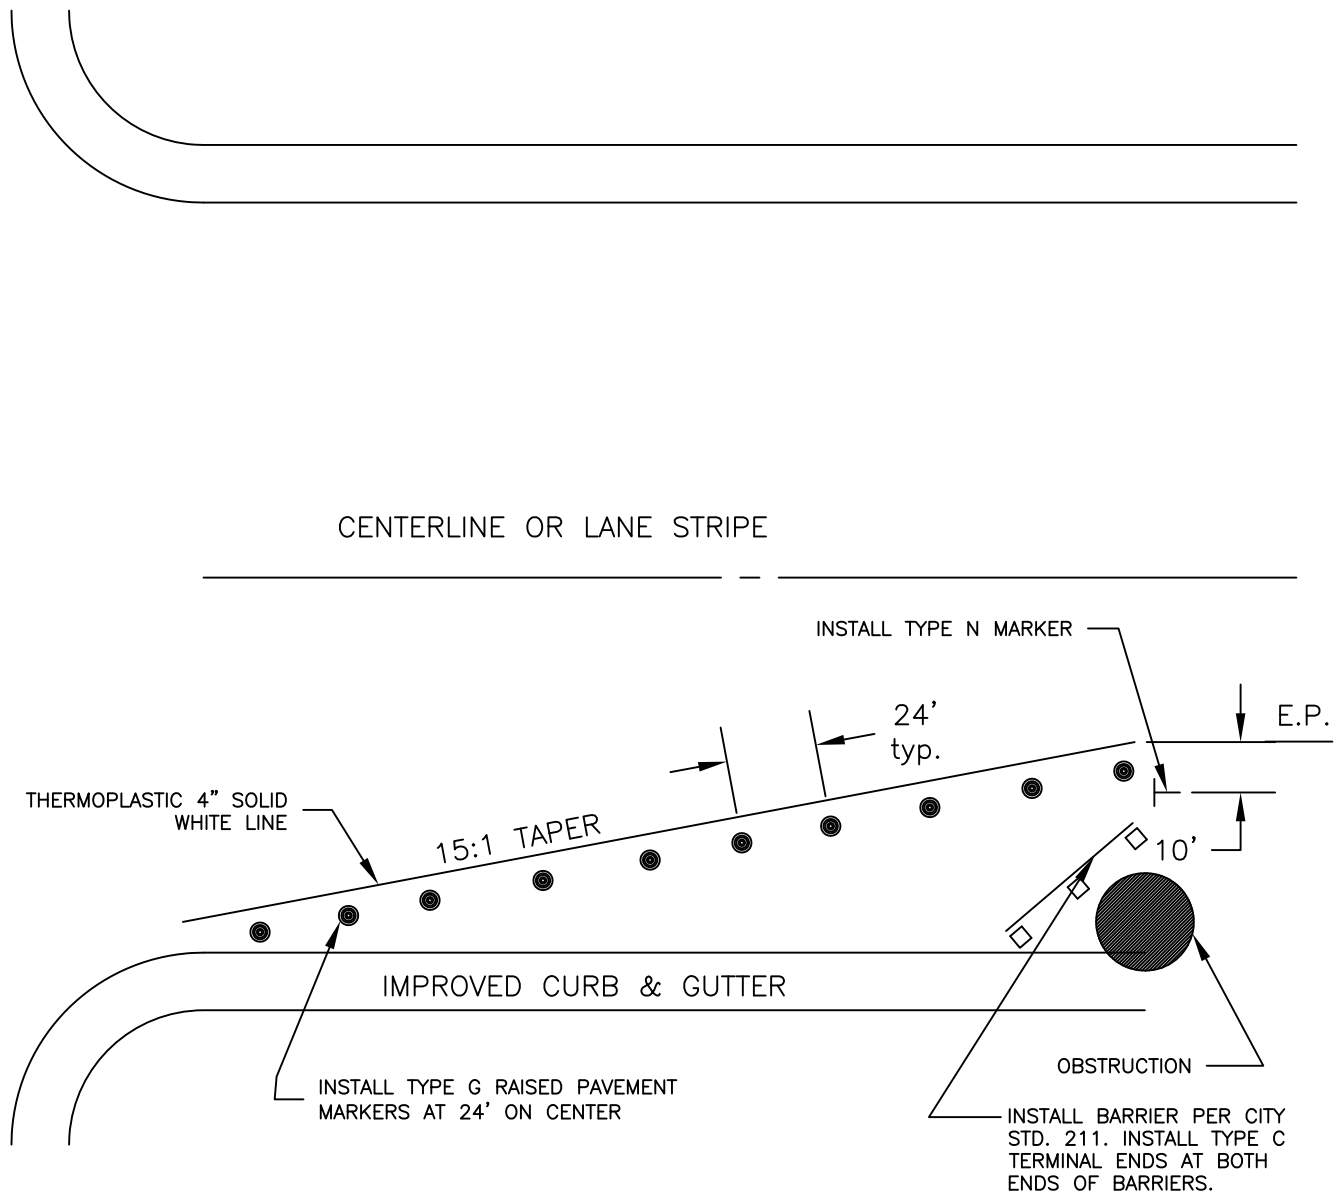 CENTERLINE OR LANE STRIPE
INSTALL TYPE N MARKER
24'
typ.
E.P.
THERMOPLASTIC 4" SOLID
WHITE LINE
15:1 TAPER
10'
IMPROVED CURB & GUTTER
OBSTRUCTION
INSTALL TYPE G RAISED PAVEMENT
MARKERS AT 24' ON CENTER
INSTALL BARRIER PER CITY
STD. 211. INSTALL TYPE C
TERMINAL ENDS AT BOTH
ENDS OF BARRIERS.